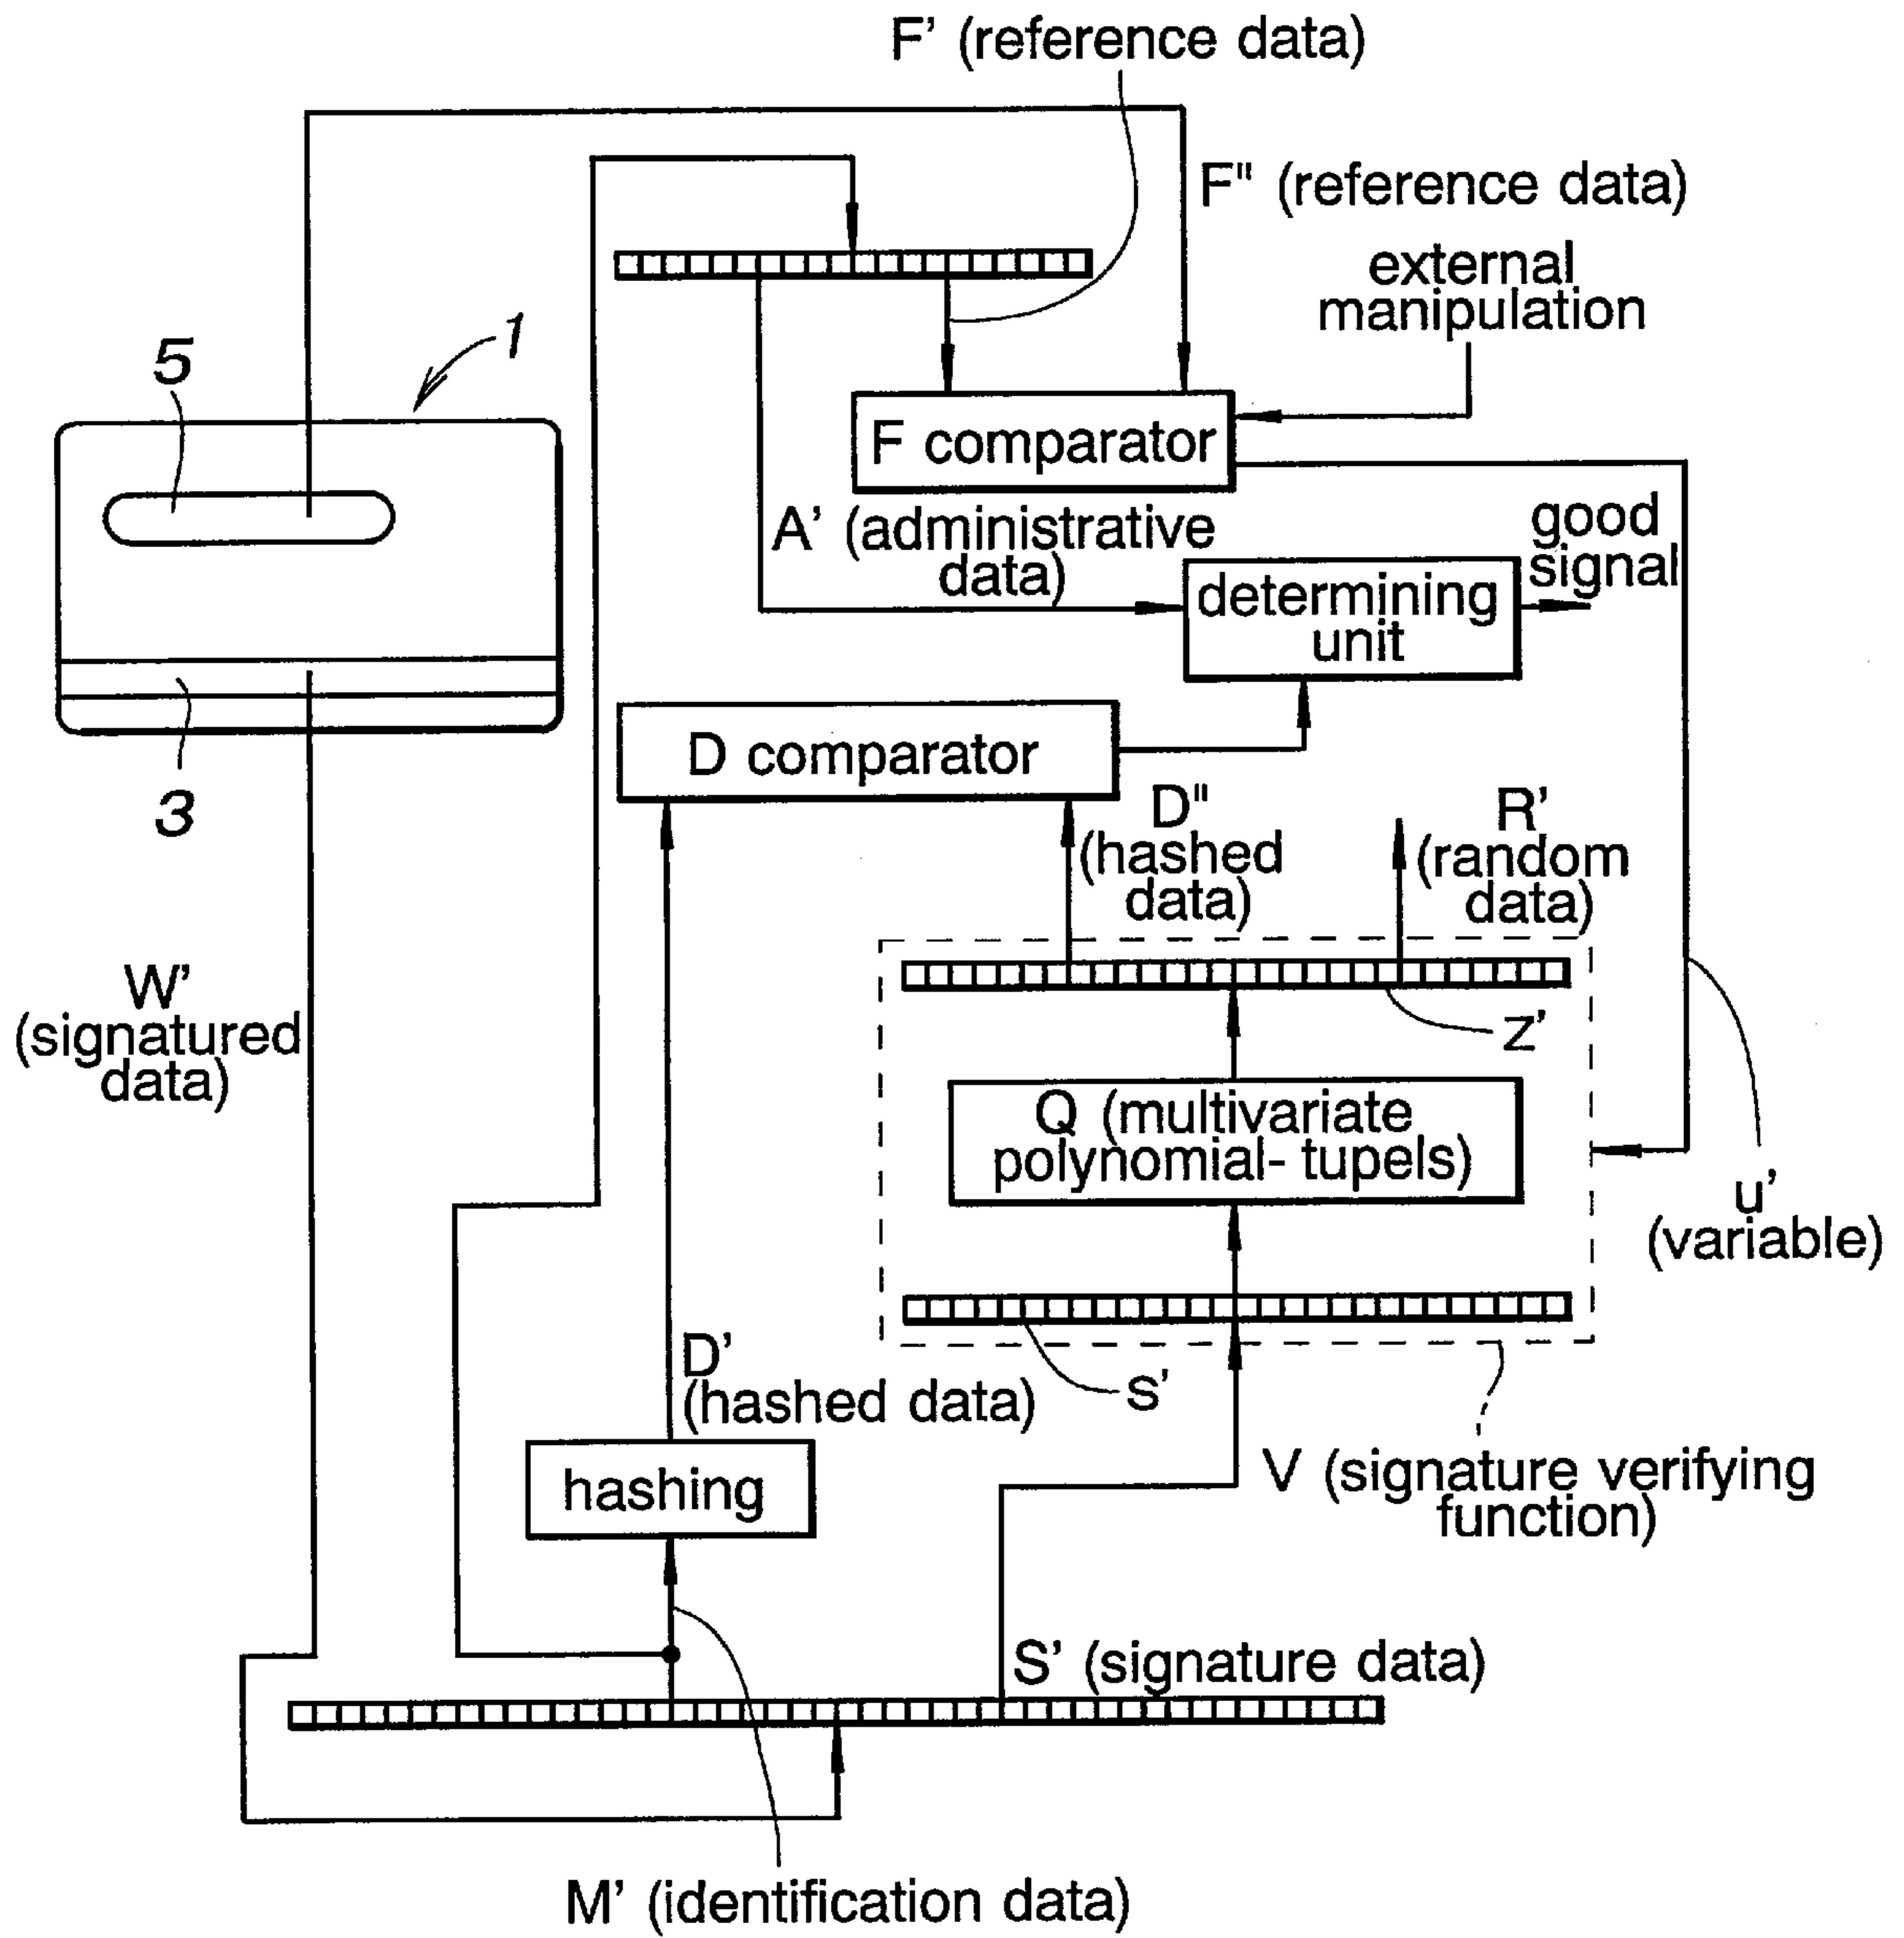 F' (reference data)
F" (reference data)
external
manipulation
1
5
F comparator
A' (administrative
data)
good
signal
determining
unit
D comparator
3
D"
(hashed
data)
R'
(random
data)
W'
(signatured
data)
z'
Q (multivariate
polynomial- tupels)
u'
(variable)
D'
(hashed data)
s'
hashing
V (signature verifying
function)
S' (signature data)
M' (identification data)